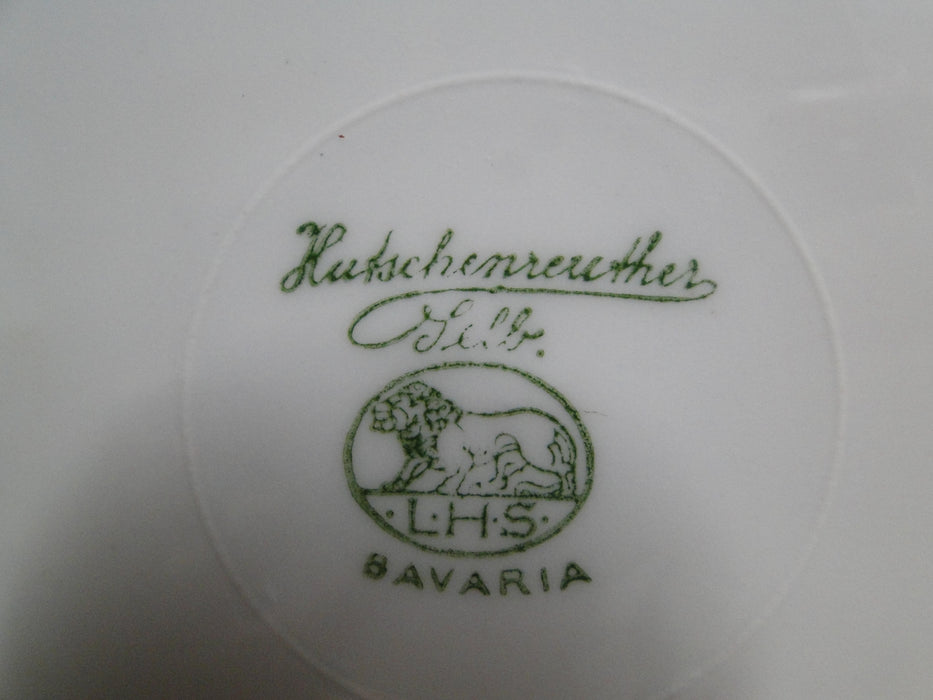 Hutschenreuther
Selb.
·L·H·S·
BAVARIA